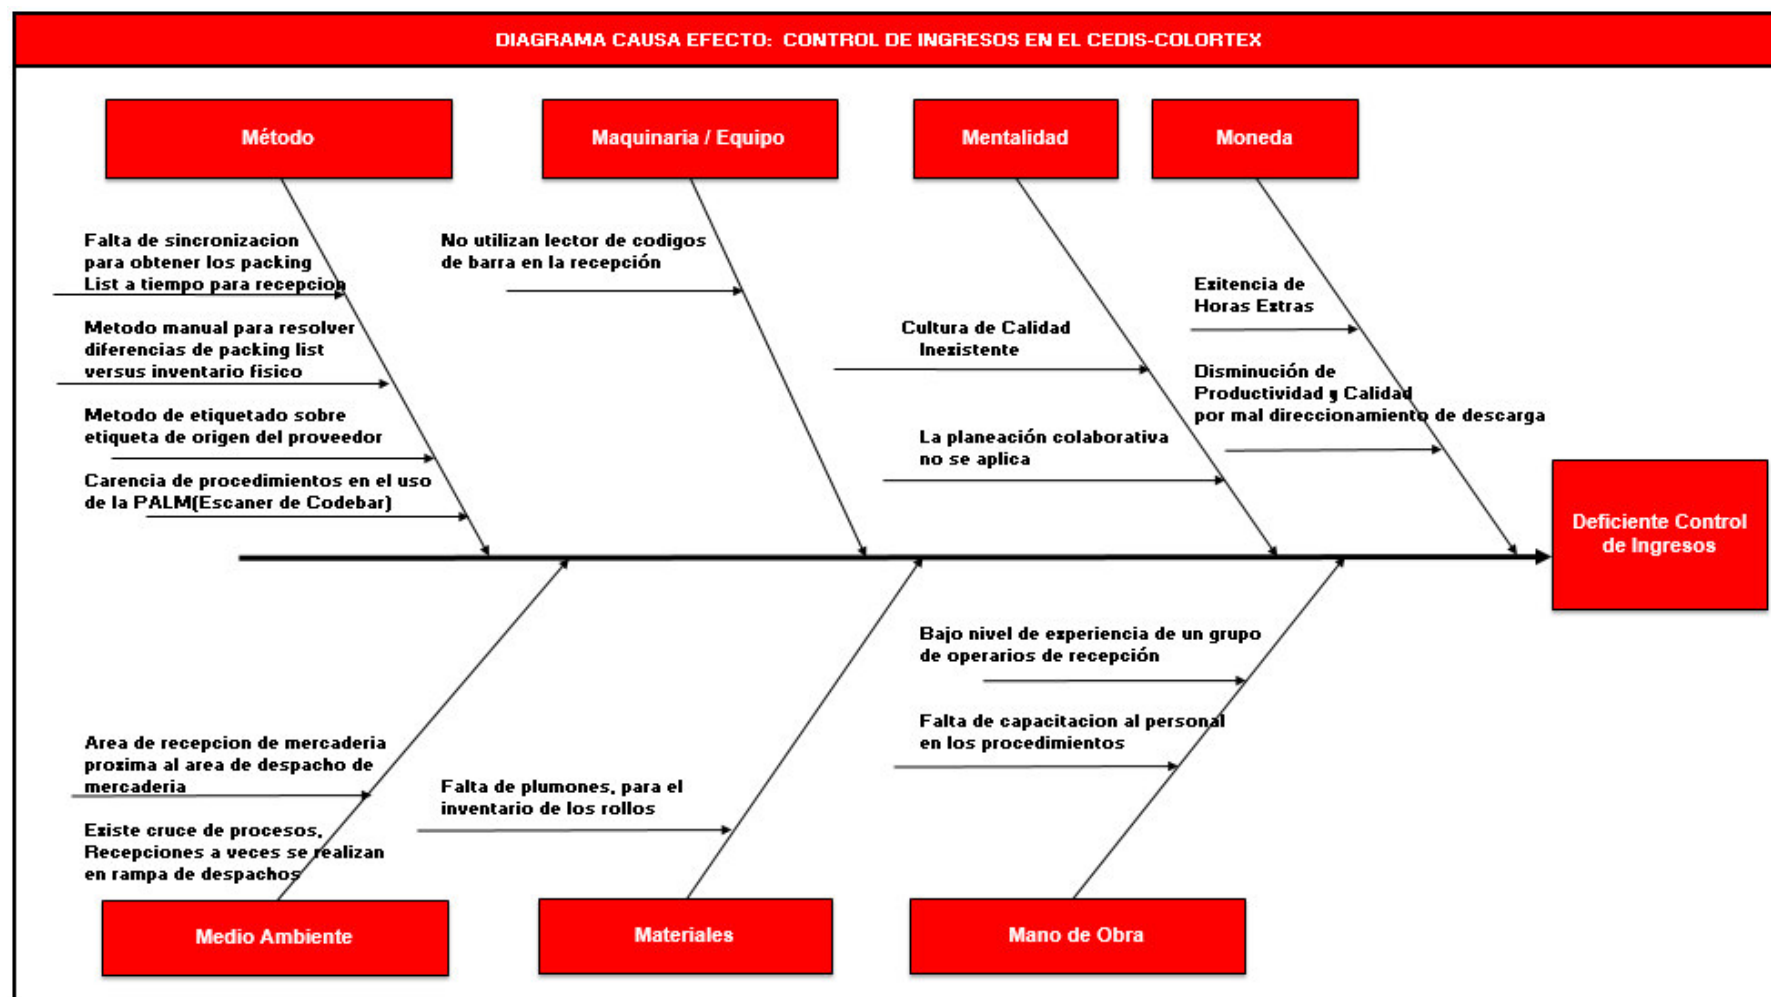 DIAGRAMA CAUSA EFECTO: CONTROL DE INGRESOS EN EL CEDIS-COLORTEX
Método
Maquinaria / Equipo
Mentalidad
Moneda
Falta de sincronizacion
para obtener los packing
List a tiempo para recepcion
Metodo manual para resolver
diferencias de packing list
versus inventario fisico
Metodo de etiquetado sobre
etiqueta de origen del proveedor
Carencia de procedimientos en el uso
de la PALM(Escaner de Codebar)
No utilizan lector de codigos
de barra en la recepción
Cultura de Calidad
Inexistente
La planeación colaborativa
no se aplica
Exitencia de
Horas Extras
Disminución de
Productividad y Calidad
por mal direccionamiento de descarga
Deficiente Control
de Ingresos
Area de recepcion de mercaderia
proxima al area de despacho de
mercaderia
Existe cruce de procesos,
Recepciones a veces se realizan
en rampa de despachos
Falta de plumones, para el
inventario de los rollos
Bajo nivel de experiencia de un grupo
de operarios de recepción
Falta de capacitacion al personal
en los procedimientos
Medio Ambiente
Materiales
Mano de Obra